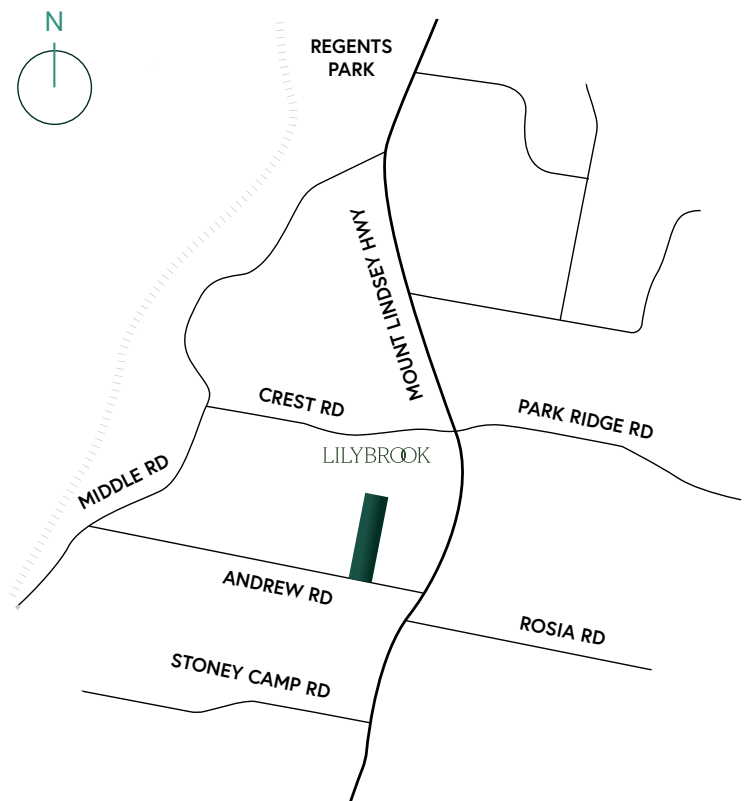 N
REGENTS
PARK
MOUNT LINDSEY HWY
CREST RD
PARK RIDGE RD
LILYBROOK
MIDDLE RD
ANDREW RD
ROSIA RD
STONEY CAMP RD